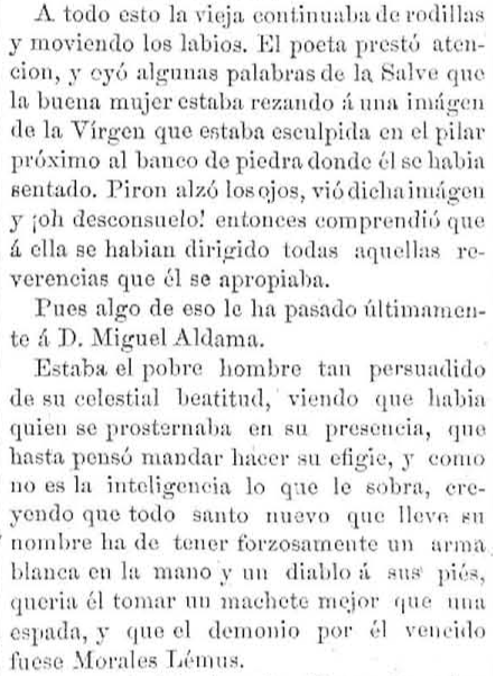 A todo esto la vieja continuaba de rodillas
y moviendo los labios. El poeta prestó aten-
cion, y oyó algunas palabras de la Salve que
la buena mujer estaba rezando á una imágen
de la Vírgen que estaba esculpida en el pilar
próximo al banco de piedra donde él se habia
sentado. Piron alzó los ojos, vió dicha imágen
y ¡oh desconsuelo! entonces comprendió que
á ella se habian dirigido todas aquellas re-
verencias que él se apropiaba.
Pues algo de eso le ha pasado últimamen-
te á D. Miguel Aldama.
Estaba el pobre hombre tan persuadido
de su celestial beatitud, viendo que habia
quien se prosternaba en su presencia, que
hasta pensó mandar hacer su efigie, y como
no es la inteligencia lo que le sobra, cre-
yendo que todo santo nuevo que lleve su
nombre ha de tener forzosamente un arma
blanca en la mano y un diablo á sus piés,
queria él tomar un machete mejor que una
espada, y que el demonio por él vencido
fuese Morales Lémus.